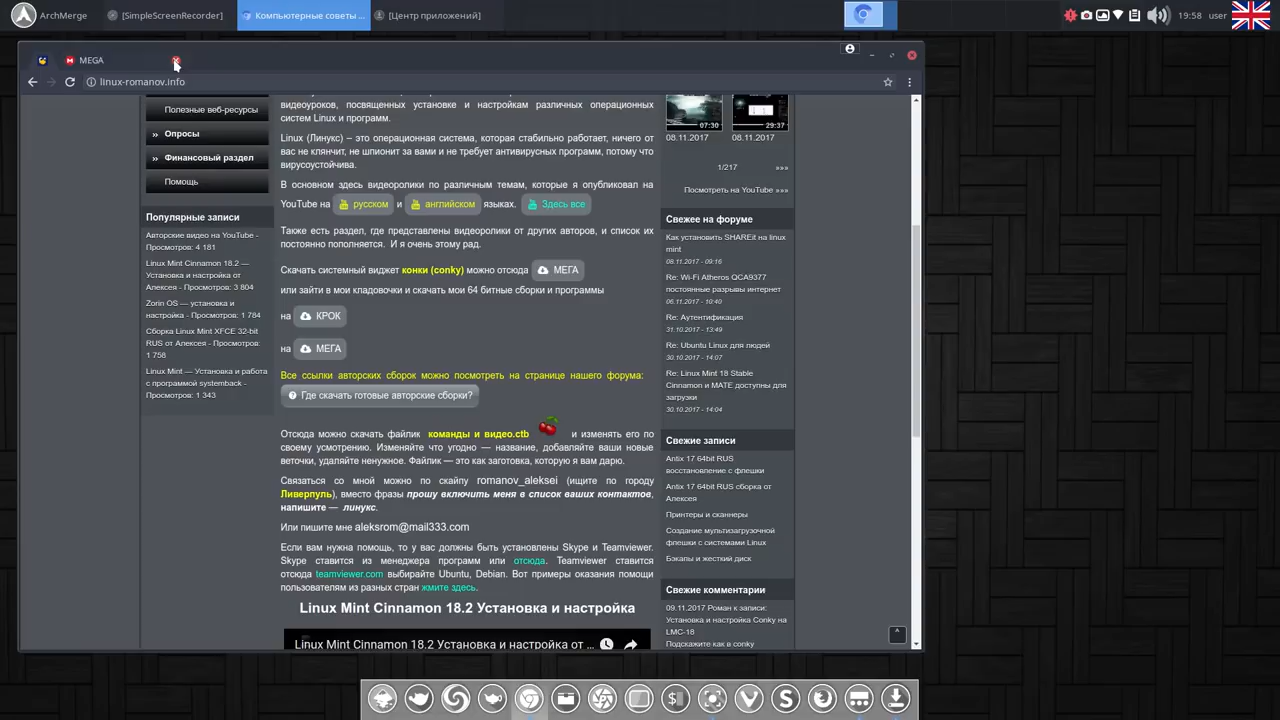 ArchMerge
[SimpleScreenRecorder]
Компьютерные советы ...
[Центр приложений]
19:58 user
MEGA
linux-romanov.info
Полезные веб-ресурсы
›› Опросы
›› Финансовый раздел
Помощь
Популярные записи
Авторские видео на YouTube -
Просмотров: 4 181
Linux Mint Cinnamon 18.2 —
Установка и настройка от
Алексея - Просмотров: 3 804
Zorin OS — установка и
настройка - Просмотров: 1 784
Сборка Linux Mint XFCE 32-bit
RUS от Алексея - Просмотров:
1 758
Linux Mint — Установка и работа
с программой systemback -
Просмотров: 1 343
видеоуроков, посвященных установке и настройкам различных операционных
систем Linux и программ.
Linux (Линукс) – это операционная система, которая стабильно работает, ничего от
вас не клянчит, не шпионит за вами и не требует антивирусных программ, потому что
вирусоустойчива.
В основном здесь видеоролики по различным темам, которые я опубликовал на
YouTube на русском и английском языках. Здесь все
Также есть раздел, где представлены видеоролики от других авторов, и список их
постоянно пополняется. И я очень этому рад.
Скачать системный виджет конки (conky) можно отсюда МЕГА
или зайти в мои кладовочки и скачать мои 64 битные сборки и программы
на КРОК
на МЕГА
Все ссылки авторских сборок можно посмотреть на странице нашего форума:
Где скачать готовые авторские сборки?
Отсюда можно скачать файлик команды и видео.ctb и изменять его по
своему усмотрению. Изменяйте что угодно — название, добавляйте ваши новые
веточки, удаляйте ненужное. Файлик — это как заготовка, которую я вам дарю.
Связаться со мной можно по скайпу romanov_aleksei (ищите по городу
Ливерпуль), вместо фразы прошу включить меня в список ваших контактов,
напишите — линукс.
Или пишите мне aleksrom@mail333.com
Если вам нужна помощь, то у вас должны быть установлены Skype и Teamviewer.
Skype ставится из менеджера программ или отсюда. Teamviewer ставится
отсюда teamviewer.com выбирайте Ubuntu, Debian. Вот примеры оказания помощи
пользователям из разных стран жмите здесь.
Linux Mint Cinnamon 18.2 Установка и настройка
Linux Mint Cinnamon 18.2 Установка и настройка от ...
07:30 29:37
08.11.2017 08.11.2017
1/217 »»»
Посмотреть на YouTube »»»
Свежее на форуме
Как установить SHAREit на linux
mint
08.11.2017 - 09:16
Re: Wi-Fi Atheros QCA9377
постоянные разрывы интернет
06.11.2017 - 10:40
Re: Аутентификация
31.10.2017 - 13:49
Re: Ubuntu Linux для людей
30.10.2017 - 14:07
Re: Linux Mint 18 Stable
Cinnamon и MATE доступны для
загрузки
30.10.2017 - 14:04
Свежие записи
Antix 17 64bit RUS
восстановление с флешки
Antix 17 64bit RUS сборка от
Алексея
Принтеры и сканнеры
Создание мультизагрузочной
флешки с системами Linux
Бэкапы и жесткий диск
Свежие комментарии
09.11.2017 Роман к записи:
Установка и настройка Conky на
LMC-18
Подскажите как в conky